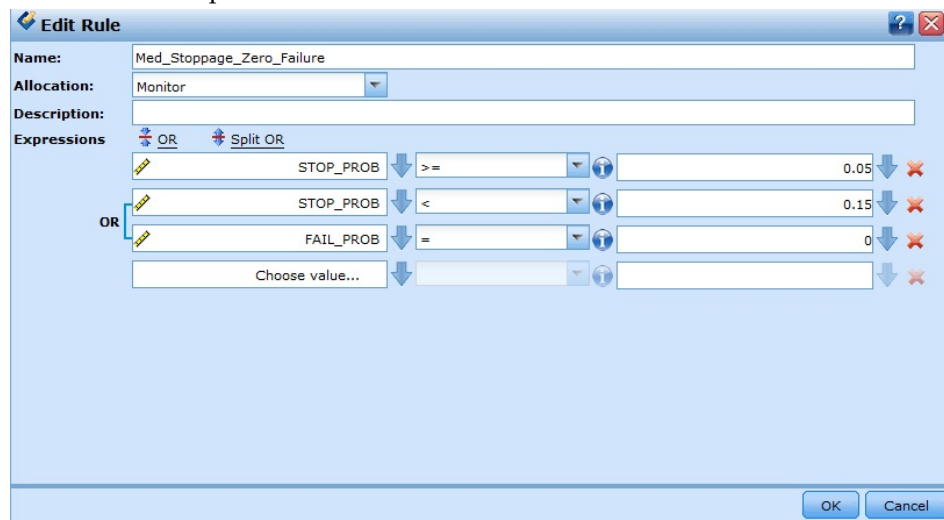 Edit Rule ?
Name: Med_Stoppage_Zero_Failure
Allocation: Monitor
Description:
Expressions OR Split OR
STOP_PROB >= 0.05
STOP_PROB < 0.15
OR
FAIL_PROB = 0
Choose value...
OK Cancel